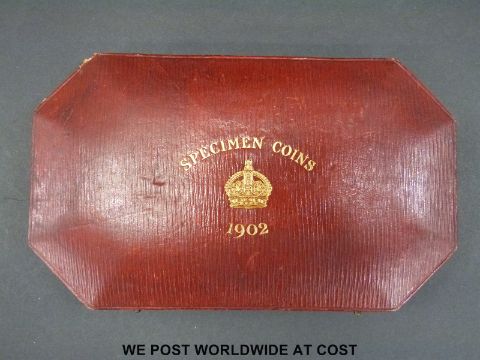 SPECIMEN COINS
1902
WE POST WORLDWIDE AT COST